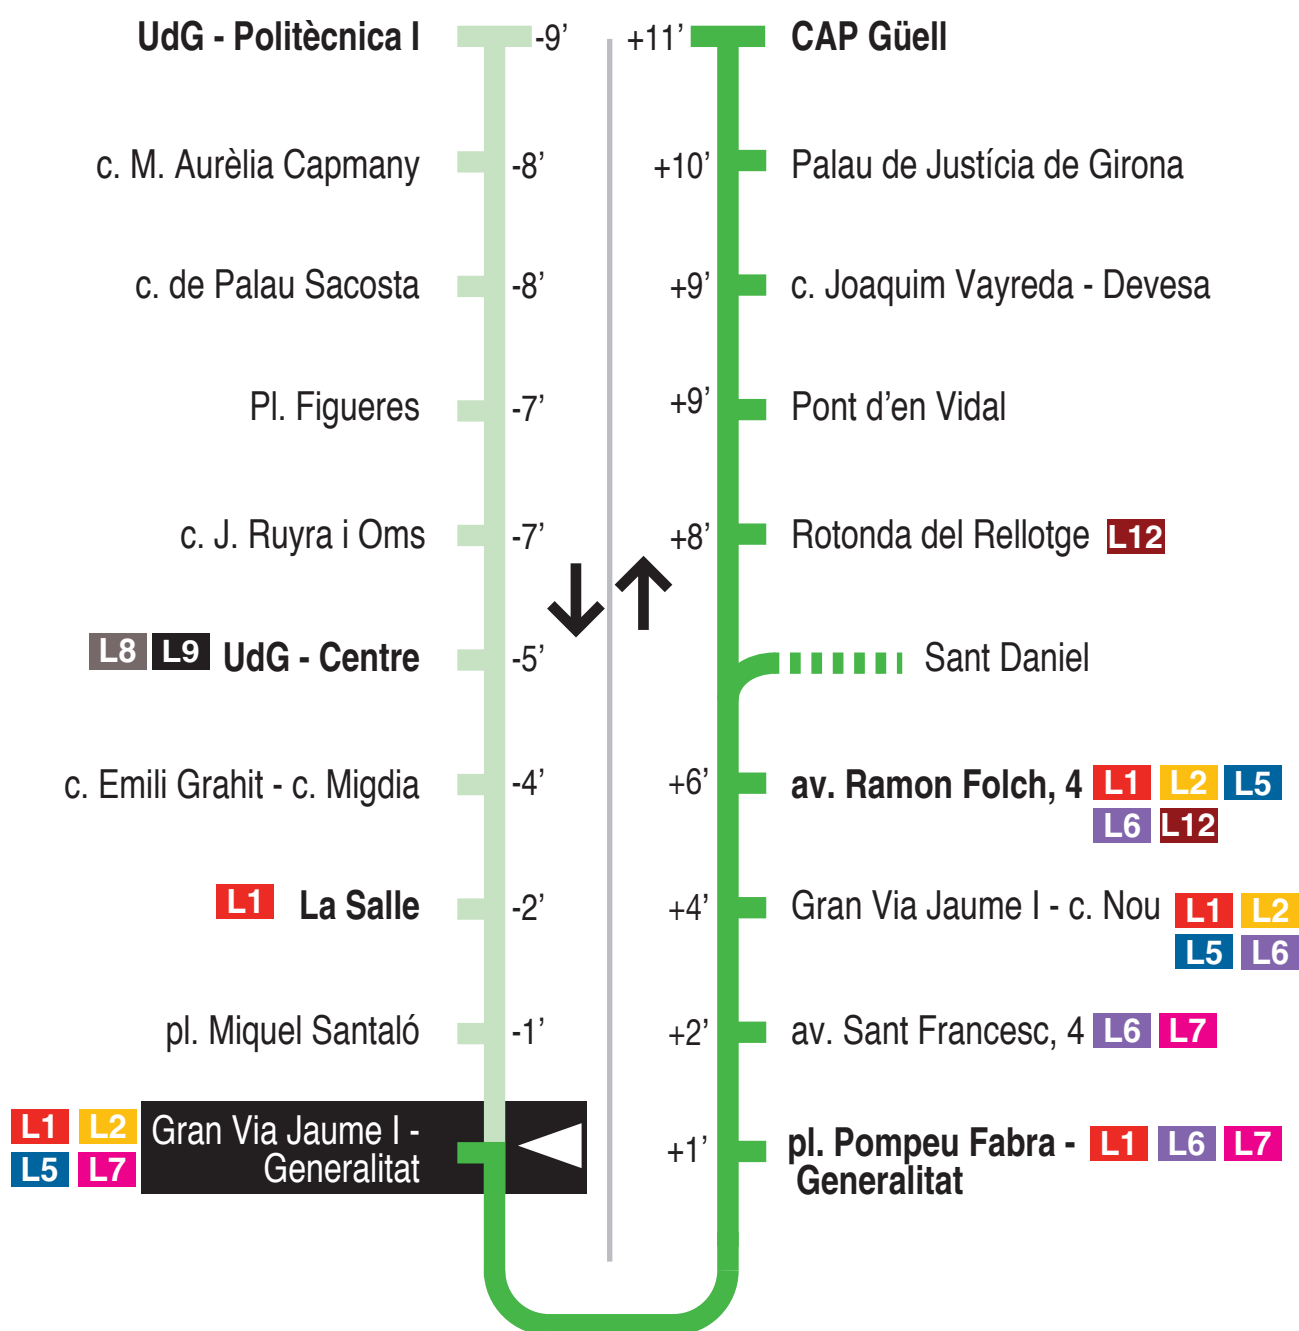 UdG - Politècnica I -9’
c. M. Aurèlia Capmany -8’
c. de Palau Sacosta -8’
Pl. Figueres -7’
c. J. Ruyra i Oms -7’
L8 L9 UdG - Centre -5’
c. Emili Grahit - c. Migdia -4’
L1 La Salle -2’
pl. Miquel Santaló -1’
L1 L2 Gran Via Jaume I -
L5 L7 Generalitat
+11’ CAP Güell
+10’ Palau de Justícia de Girona
+9’ c. Joaquim Vayreda - Devesa
+9’ Pont d’en Vidal
+8’ Rotonda del Rellotge L12
Sant Daniel
+6’ av. Ramon Folch, 4 L1 L2 L5
L6 L12
+4’ Gran Via Jaume I - c. Nou L1 L2
L5 L6
+2’ av. Sant Francesc, 4 L6 L7
+1’ pl. Pompeu Fabra - L1 L6 L7
Generalitat